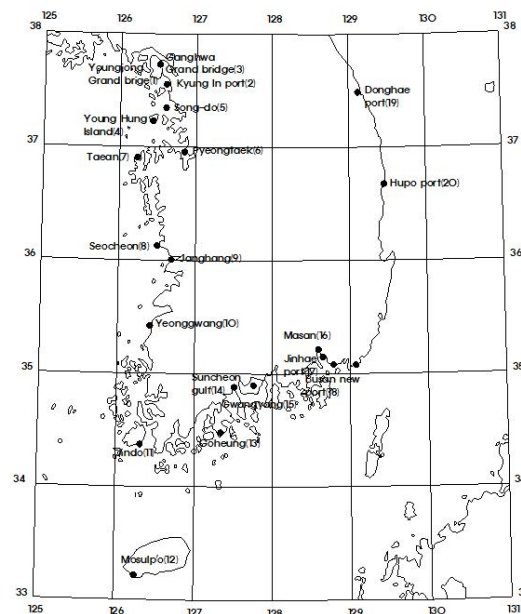 125 126 127 128 129 130 131
38 38
Ganghwa
Youngjong Grand bridge(3)
Grand brige(1) Kyung In port(2)
Song-do(5)
Young Hung
Island(4)
Donghae
port(19)
37 37
Taean(7) Pyeongtaek(6)
Hupo port(20)
Seocheon(8)
Janghang(9)
36 36
Yeonggwang(10)
Masan(16)
Jinhae
port(17)
35 35
Suncheon
gulf(14)
Busan new
port(18)
Gwangyang(15)
Goheung(13)
Jindo(11)
34 34
Mosulpo(12)
33 33
125 126 127 128 129 130 131